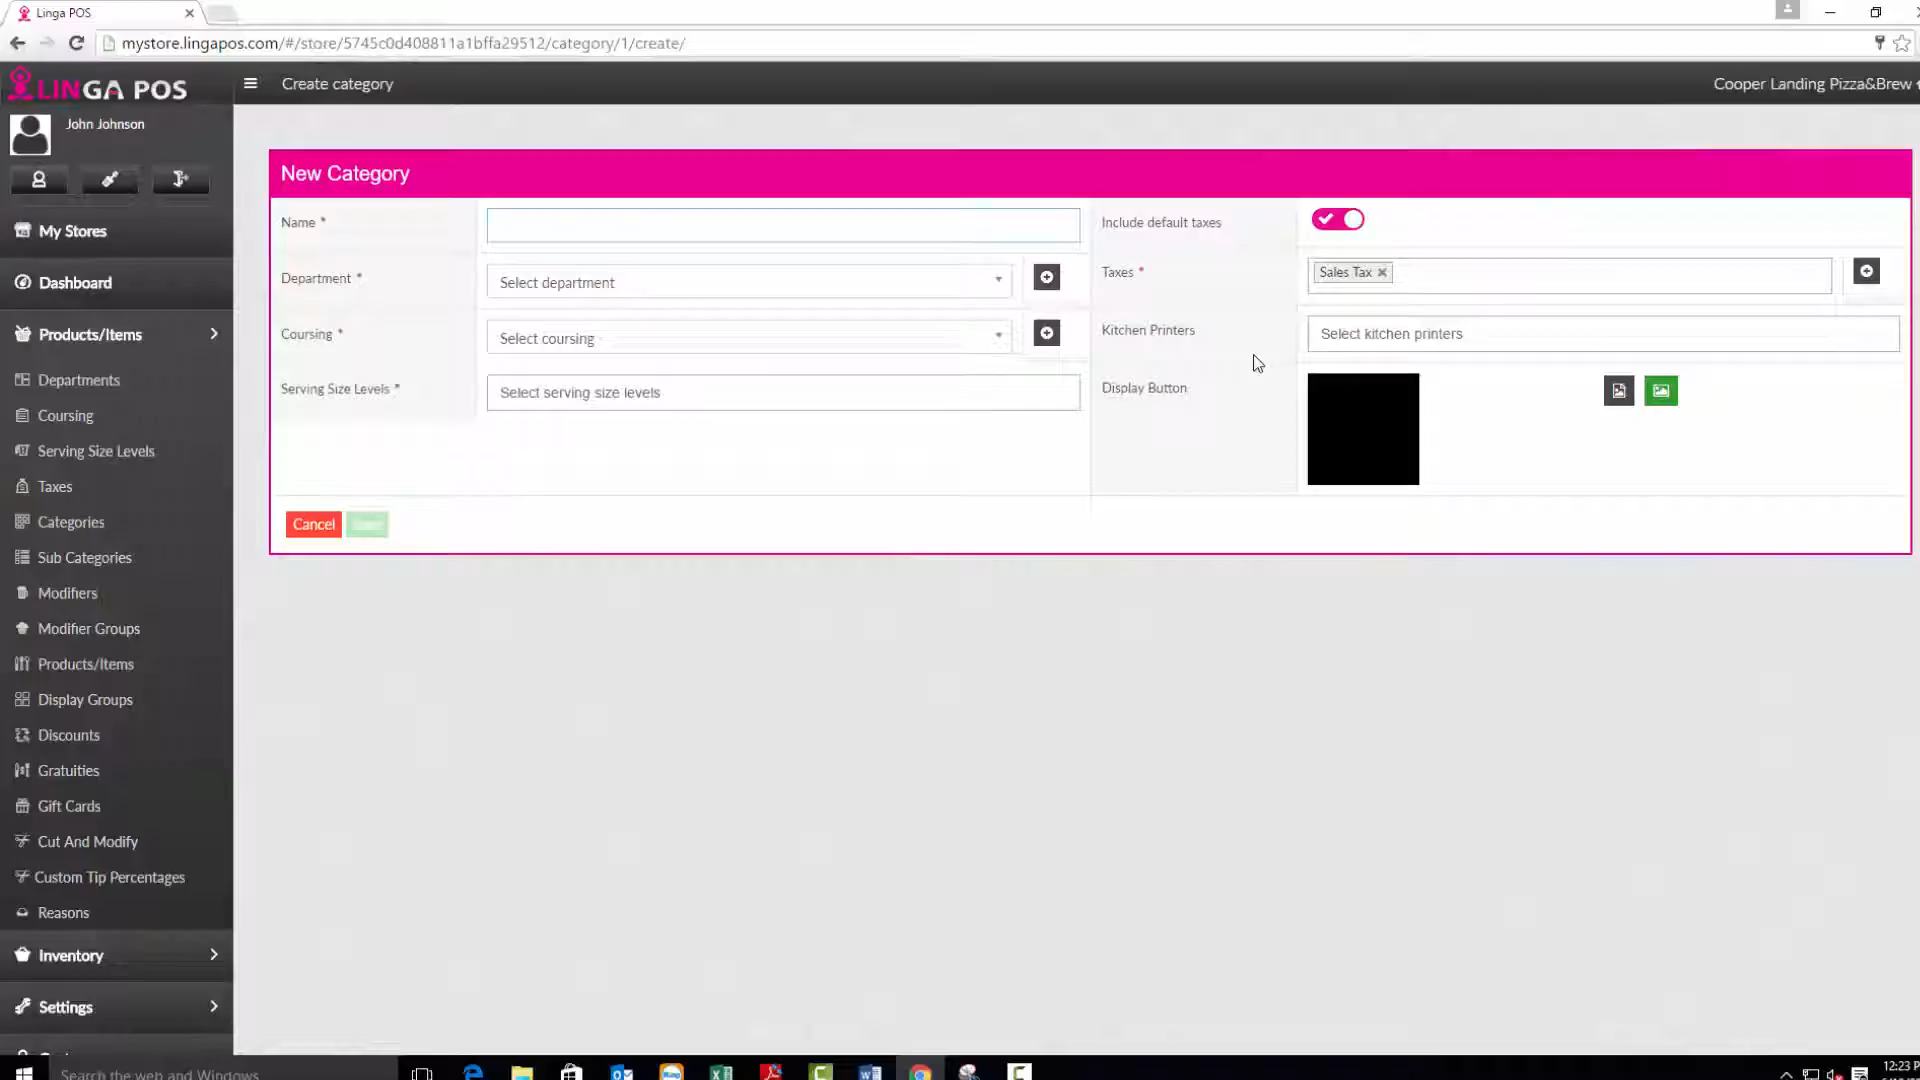 Linga POS
mystore.lingapos.com/#/store/5745c0d408811a1bffa29512/category/1/create/
LINGA POS
Create category
Cooper Landing Pizza&Brew
John Johnson
My Stores
Dashboard
Products/Items
Departments
Coursing
Serving Size Levels
Taxes
Categories
Sub Categories
Modifiers
Modifier Groups
Products/Items
Display Groups
Discounts
Gratuities
Gift Cards
Cut And Modify
Custom Tip Percentages
Reasons
Inventory
Settings
New Category
Name *
Include default taxes
Department *
Select department
Taxes *
Sales Tax
Coursing *
Select coursing
Kitchen Printers
Select kitchen printers
Serving Size Levels *
Select serving size levels
Display Button
Cancel
Search the web and Windows
12:23 P